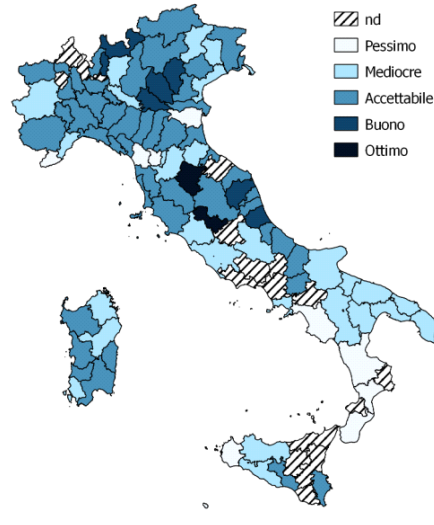 nd
Pessimo
Mediocre
Accettabile
Buono
Ottimo